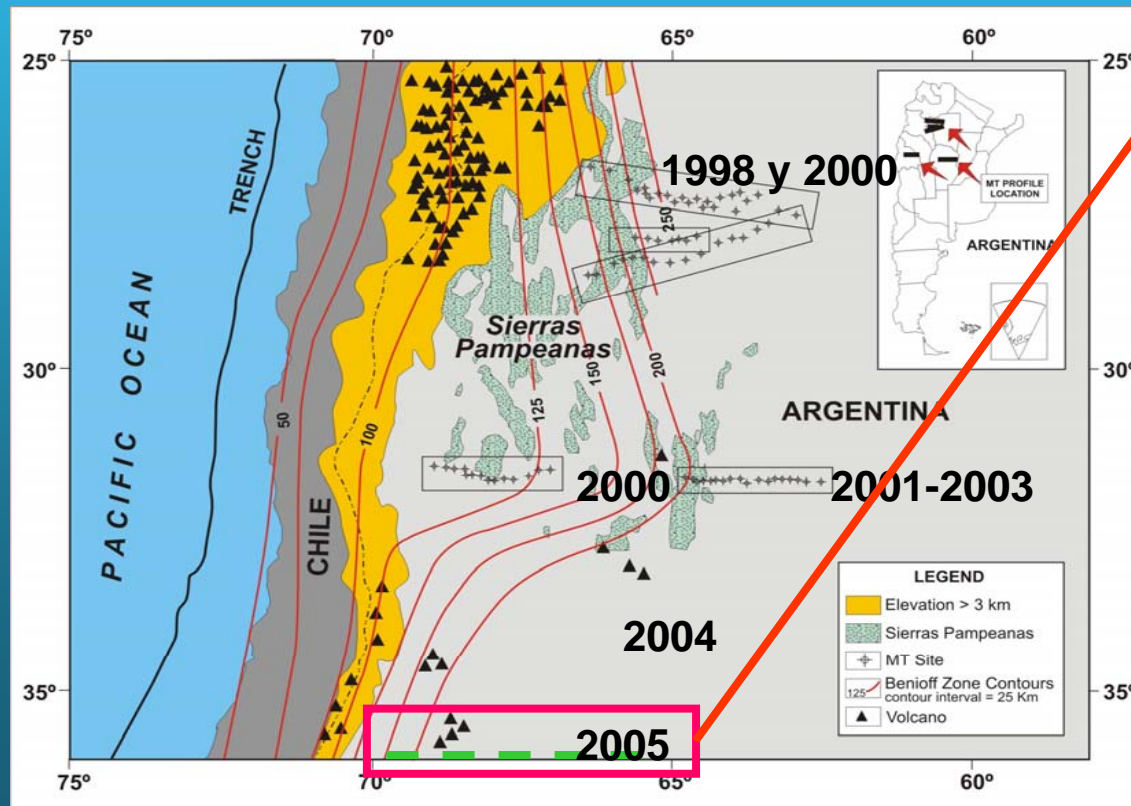 75º 70º 65º 60º
25º 25º
TRENCH
PACIFIC OCEAN
1998 y 2000
250
MT PROFILE
LOCATION
ARGENTINA
Sierras
Pampeanas
30º 30º
50
100
125
150
200
ARGENTINA
CHILE
2000
2001-2003
2004
LEGEND
Elevation > 3 km
Sierras Pampeanas
MT Site
125 Benioff Zone Contours
contour interval = 25 Km
Volcano
35º 35º
2005
75º 70º 65º 60º